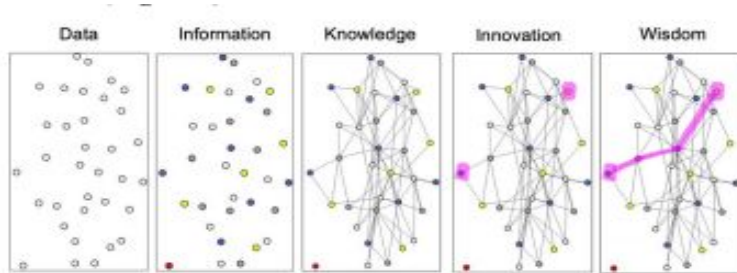 Data
Information
Knowledge
Innovation
Wisdom